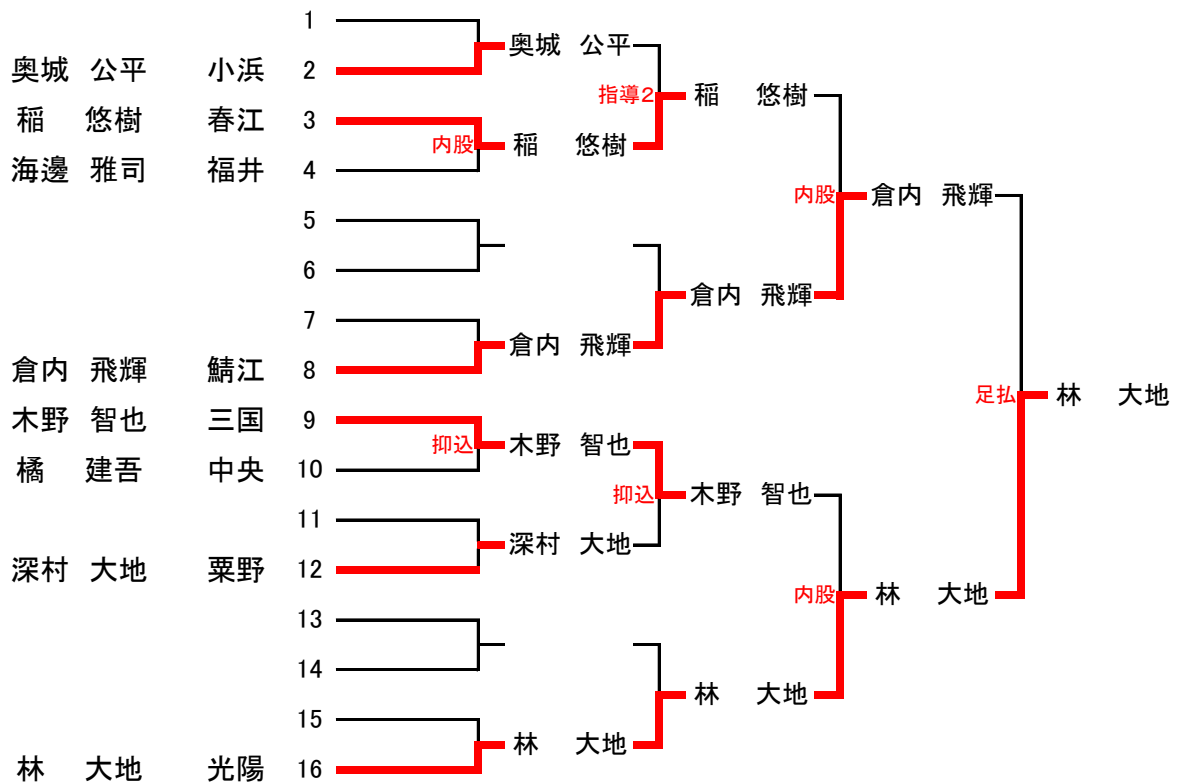 1
奥城 公平
奥城 公平 小浜 2
指導2 稲 悠樹
稲 悠樹 春江 3
内股 稲 悠樹
海邊 雅司 福井 4
内股 倉内 飛輝
5
6
倉内 飛輝
7
倉内 飛輝
倉内 飛輝 鯖江 8
足払 林 大地
木野 智也 三国 9
抑込 木野 智也
橘 建吾 中央 10
抑込 木野 智也
11
深村 大地
深村 大地 粟野 12
内股 林 大地
13
14
林 大地
15
林 大地
林 大地 光陽 16